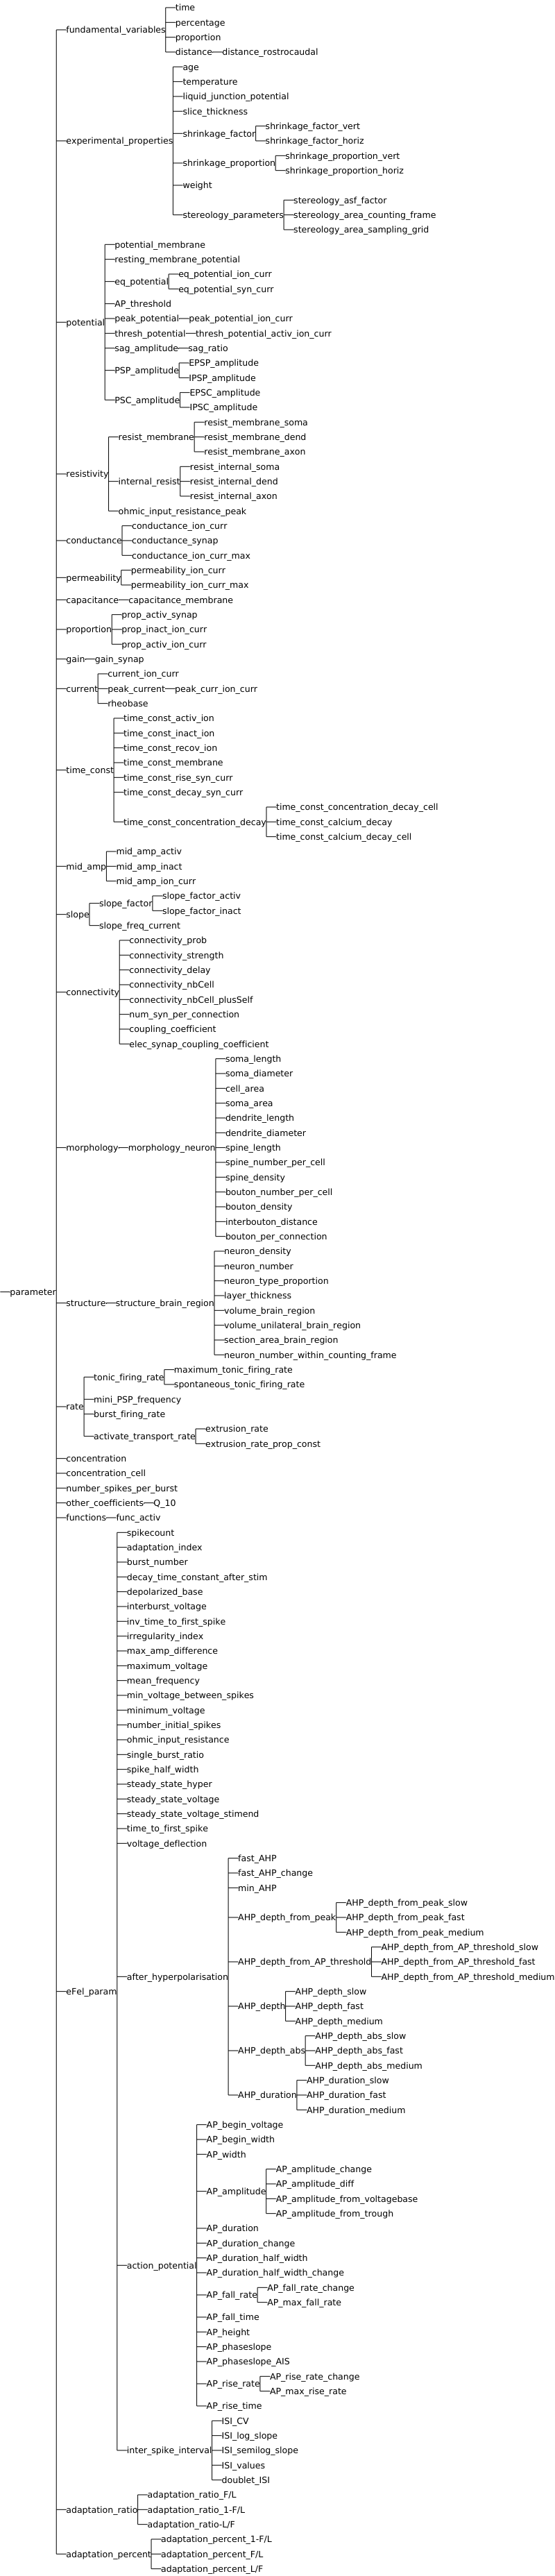 time
fundamental_variables
percentage
proportion
distance
distance_rostrocaudal
age
temperature
liquid_junction_potential
slice_thickness
shrinkage_factor
shrinkage_factor_vert
shrinkage_factor_horiz
experimental_properties
shrinkage_proportion
shrinkage_proportion_vert
shrinkage_proportion_horiz
weight
stereology_parameters
stereology_asf_factor
stereology_area_counting_frame
stereology_area_sampling_grid
potential_membrane
resting_membrane_potential
eq_potential
eq_potential_ion_curr
eq_potential_syn_curr
AP_threshold
potential
peak_potential
peak_potential_ion_curr
thresh_potential
thresh_potential_activ_ion_curr
sag_amplitude
sag_ratio
PSP_amplitude
EPSP_amplitude
IPSP_amplitude
PSC_amplitude
EPSC_amplitude
IPSC_amplitude
resist_membrane
resist_membrane_soma
resist_membrane_dend
resist_membrane_axon
resistivity
internal_resist
resist_internal_soma
resist_internal_dend
resist_internal_axon
ohmic_input_resistance_peak
conductance
conductance_ion_curr
conductance_synap
conductance_ion_curr_max
permeability
permeability_ion_curr
permeability_ion_curr_max
capacitance
capacitance_membrane
proportion
prop_activ_synap
prop_inact_ion_curr
prop_activ_ion_curr
gain
gain_synap
current
current_ion_curr
peak_current
peak_curr_ion_curr
rheobase
time_const
time_const_activ_ion
time_const_inact_ion
time_const_recov_ion
time_const_membrane
time_const_rise_syn_curr
time_const_decay_syn_curr
time_const_concentration_decay
time_const_concentration_decay_cell
time_const_calcium_decay
time_const_calcium_decay_cell
mid_amp
mid_amp_activ
mid_amp_inact
mid_amp_ion_curr
slope
slope_factor
slope_factor_activ
slope_factor_inact
slope_freq_current
connectivity
connectivity_prob
connectivity_strength
connectivity_delay
connectivity_nbCell
connectivity_nbCell_plusSelf
num_syn_per_connection
coupling_coefficient
elec_synap_coupling_coefficient
morphology
morphology_neuron
soma_length
soma_diameter
cell_area
soma_area
dendrite_length
dendrite_diameter
spine_length
spine_number_per_cell
spine_density
bouton_number_per_cell
bouton_density
interbouton_distance
bouton_per_connection
parameter
structure
structure_brain_region
neuron_density
neuron_number
neuron_type_proportion
layer_thickness
volume_brain_region
volume_unilateral_brain_region
section_area_brain_region
neuron_number_within_counting_frame
rate
tonic_firing_rate
maximum_tonic_firing_rate
spontaneous_tonic_firing_rate
mini_PSP_frequency
burst_firing_rate
activate_transport_rate
extrusion_rate
extrusion_rate_prop_const
concentration
concentration_cell
number_spikes_per_burst
other_coefficients
Q_10
functions
func_activ
eFel_param
spikecount
adaptation_index
burst_number
decay_time_constant_after_stim
depolarized_base
interburst_voltage
inv_time_to_first_spike
irregularity_index
max_amp_difference
maximum_voltage
mean_frequency
min_voltage_between_spikes
minimum_voltage
number_initial_spikes
ohmic_input_resistance
single_burst_ratio
spike_half_width
steady_state_hyper
steady_state_voltage
steady_state_voltage_stimend
time_to_first_spike
voltage_deflection
after_hyperpolarisation
fast_AHP
fast_AHP_change
min_AHP
AHP_depth_from_peak
AHP_depth_from_peak_slow
AHP_depth_from_peak_fast
AHP_depth_from_peak_medium
AHP_depth_from_AP_threshold
AHP_depth_from_AP_threshold_slow
AHP_depth_from_AP_threshold_fast
AHP_depth_from_AP_threshold_medium
AHP_depth
AHP_depth_slow
AHP_depth_fast
AHP_depth_medium
AHP_depth_abs
AHP_depth_abs_slow
AHP_depth_abs_fast
AHP_depth_abs_medium
AHP_duration
AHP_duration_slow
AHP_duration_fast
AHP_duration_medium
action_potential
AP_begin_voltage
AP_begin_width
AP_width
AP_amplitude
AP_amplitude_change
AP_amplitude_diff
AP_amplitude_from_voltagebase
AP_amplitude_from_trough
AP_duration
AP_duration_change
AP_duration_half_width
AP_duration_half_width_change
AP_fall_rate
AP_fall_rate_change
AP_max_fall_rate
AP_fall_time
AP_height
AP_phaseslope
AP_phaseslope_AIS
AP_rise_rate
AP_rise_rate_change
AP_max_rise_rate
AP_rise_time
inter_spike_interval
ISI_CV
ISI_log_slope
ISI_semilog_slope
ISI_values
doublet_ISI
adaptation_ratio
adaptation_ratio_F/L
adaptation_ratio_1-F/L
adaptation_ratio-L/F
adaptation_percent
adaptation_percent_1-F/L
adaptation_percent_F/L
adaptation_percent_L/F